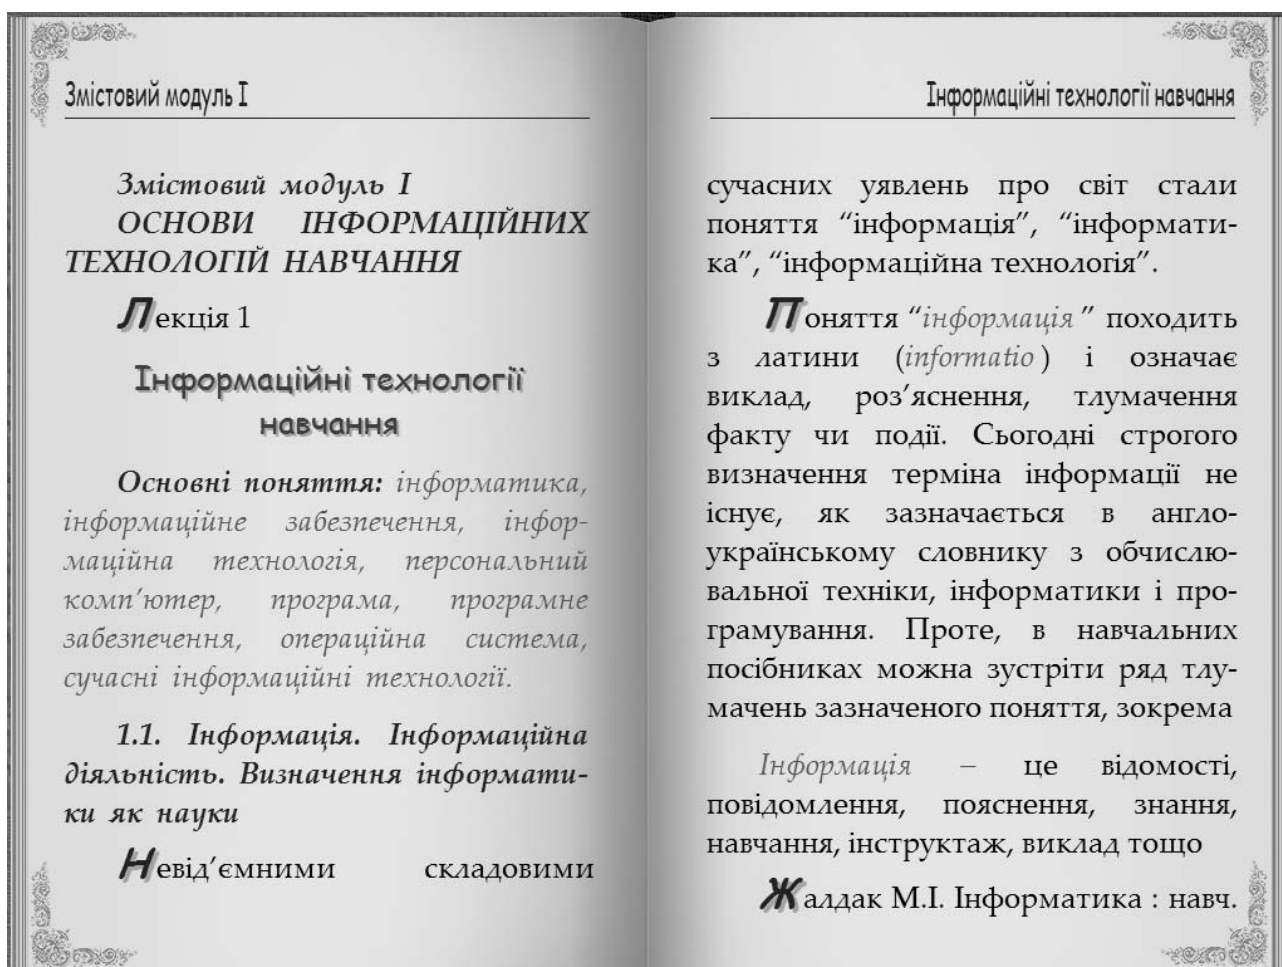 Змістовий модуль I
Змістовий модуль I
ОСНОВИ ІНФОРМАЦІЙНИХ
ТЕХНОЛОГІЙ НАВЧАННЯ
Лекція 1
Інформаційні технології
навчання
Основні поняття: інформатика,
інформаційне забезпечення, інфор-
маційна технологія, персональний
комп’ютер, програма, програмне
забезпечення, операційна система,
сучасні інформаційні технології.
1.1. Інформація. Інформаційна
діяльність. Визначення інформати-
ки як науки
Невід’ємними складовими
Інформаційні технології навчання
сучасних уявлень про світ стали
поняття “інформація”, “інформати-
ка”, “інформаційна технологія”.
Поняття “інформація” походить
з латини (informatio) і означає
виклад, роз’яснення, тлумачення
факту чи події. Сьогодні строгого
визначення терміна інформації не
існує, як зазначається в англо-
українському словнику з обчислю-
вальної техніки, інформатики і про-
грамування. Проте, в навчальних
посібниках можна зустріти ряд тлу-
мачень зазначеного поняття, зокрема
Інформація – це відомості,
повідомлення, пояснення, знання,
навчання, інструктаж, виклад тощо
Жалдак М.І. Інформатика : навч.